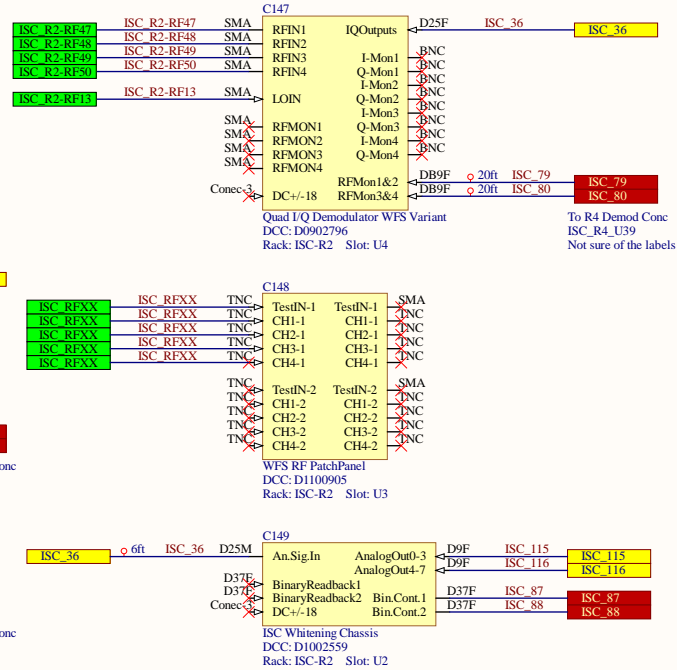 C147
ISC_R2-RF47 ISC_R2-RF47 SMA RFIN1 IQOutputs D25F ISC_36 ISC_36
ISC_R2-RF48 ISC_R2-RF48 SMA RFIN2
ISC_R2-RF49 ISC_R2-RF49 SMA RFIN3 I-Mon1 BNC
ISC_R2-RF50 ISC_R2-RF50 SMA RFIN4 Q-Mon1 BNC
I-Mon2 BNC
ISC_R2-RF13 ISC_R2-RF13 SMA LOIN Q-Mon2 BNC
I-Mon3 BNC
SMA RFMON1 Q-Mon3 BNC
SMA RFMON2 I-Mon4 BNC
SMA RFMON3 Q-Mon4 BNC
SMA RFMON4
RFMon1&2 DB9F 20ft ISC_79 ISC_79
Conec-3 DC+/-18 RFMon3&4 DB9F 20ft ISC_80 ISC_80
Quad I/Q Demodulator WFS Variant
DCC: D0902796
Rack: ISC-R2 Slot: U4
To R4 Demod Conc
ISC_R4_U39
Not sure of the labels
C148
ISC_RFXX ISC_RFXX TNC TestIN-1 TestIN-1 SMA
ISC_RFXX ISC_RFXX TNC CH1-1 CH1-1 TNC
ISC_RFXX ISC_RFXX TNC CH2-1 CH2-1 TNC
ISC_RFXX ISC_RFXX TNC CH3-1 CH3-1 TNC
ISC_RFXX ISC_RFXX TNC CH4-1 CH4-1 TNC
TNC TestIN-2 TestIN-2 SMA
TNC CH1-2 CH1-2 TNC
TNC CH2-2 CH2-2 TNC
TNC CH3-2 CH3-2 TNC
TNC CH4-2 CH4-2 TNC
onc
WFS RF PatchPanel
DCC: D1100905
Rack: ISC-R2 Slot: U3
C149
ISC_36 6ft ISC_36 D25M An.Sig.In AnalogOut0-3 D9F ISC_115 ISC_115
AnalogOut4-7 D9F ISC_116 ISC_116
D37F BinaryReadback1
D37F BinaryReadback2 Bin.Cont.1 D37F ISC_87 ISC_87
Conec-3 DC+/-18 Bin.Cont.2 D37F ISC_88 ISC_88
onc
ISC Whitening Chassis
DCC: D1002559
Rack: ISC-R2 Slot: U2